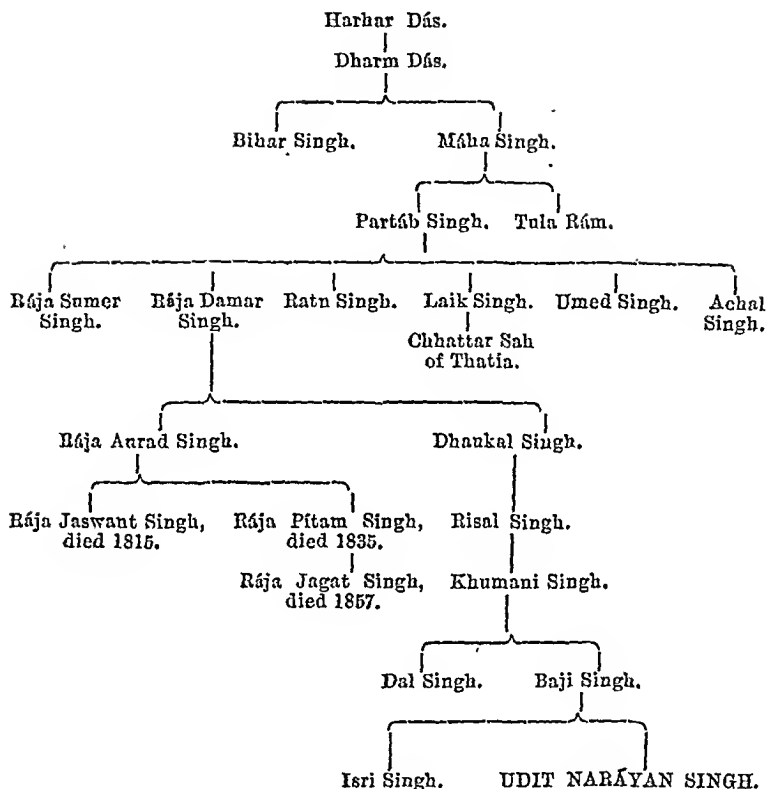 Harhar Dás.
Dharm Dás.
Bihar Singh. Máha Singh.
Partáb Singh. Tula Rám.
Rája Sumer Singh. Rája Damar Singh. Ratn Singh. Laik Singh. Umed Singh. Achal Singh.
Chhattar Sah
of Thatia.
Rája Aurad Singh. Dhaukal Singh.
Rája Jaswant Singh, died 1815. Rája Pítam Singh, died 1835. Risal Singh.
Rája Jagat Singh, died 1857. Khumani Singh.
Dal Singh. Baji Singh.
Isri Singh. UDIT NARÁYAN SINGH.